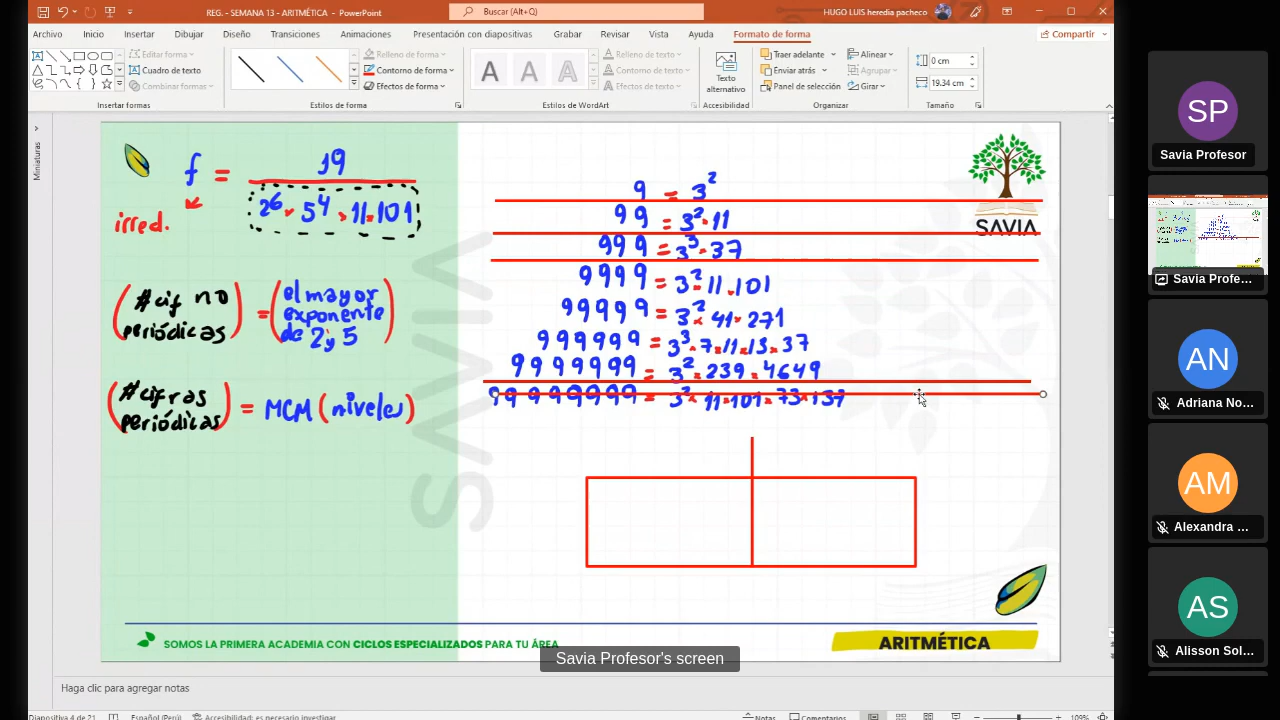 REG. - SEMANA 13 - ARITMÉTICA - PowerPoint
Buscar (Alt+Q)
HUGO LUIS heredia pacheco
Archivo Inicio Insertar Dibujar Diseño Transiciones Animaciones Presentación con diapositivas Grabar Revisar Vista Ayuda Formato de forma Compartir
Editar forma
Cuadro de texto
Combinar formas
Insertar formas
Relleno de forma
Contorno de forma
Efectos de forma
Estilos de forma
A A A
Relleno de texto
Contorno de texto
Efectos de texto
Estilos de WordArt
Texto
alternativo
Accesibilidad
Traer adelante
Enviar atrás
Panel de selección
Alinear
Agrupar
Girar
Organizar
0 cm
19.34 cm
Tamaño
Miniaturas
f = 19
2⁶ · 5⁴ · 11 · 101
irred.
(#cif no periódicas) = (el mayor exponente de 2 y 5)
(#cifras periódicas) = MCM (niveles)
9 = 3²
99 = 3² · 11
999 = 3³ · 37
9999 = 3² · 11 · 101
99999 = 3² · 41 · 271
999999 = 3³ · 7 · 11 · 13 · 37
9999999 = 3² · 239 · 4649
99999999 = 3² · 11 · 101 · 73 · 137
SAVIA
SAVIA
SOMOS LA PRIMERA ACADEMIA CON CICLOS ESPECIALIZADOS PARA TU ÁREA
ARITMÉTICA
Savia Profesor's screen
Haga clic para agregar notas
Diapositiva 4 de 21 Español (Perú) Accesibilidad: es necesario investigar
Notas Comentarios 109%
SP
Savia Profesor
Savia Profe...
AN
Adriana No...
AM
Alexandra ...
AS
Alisson Sol...